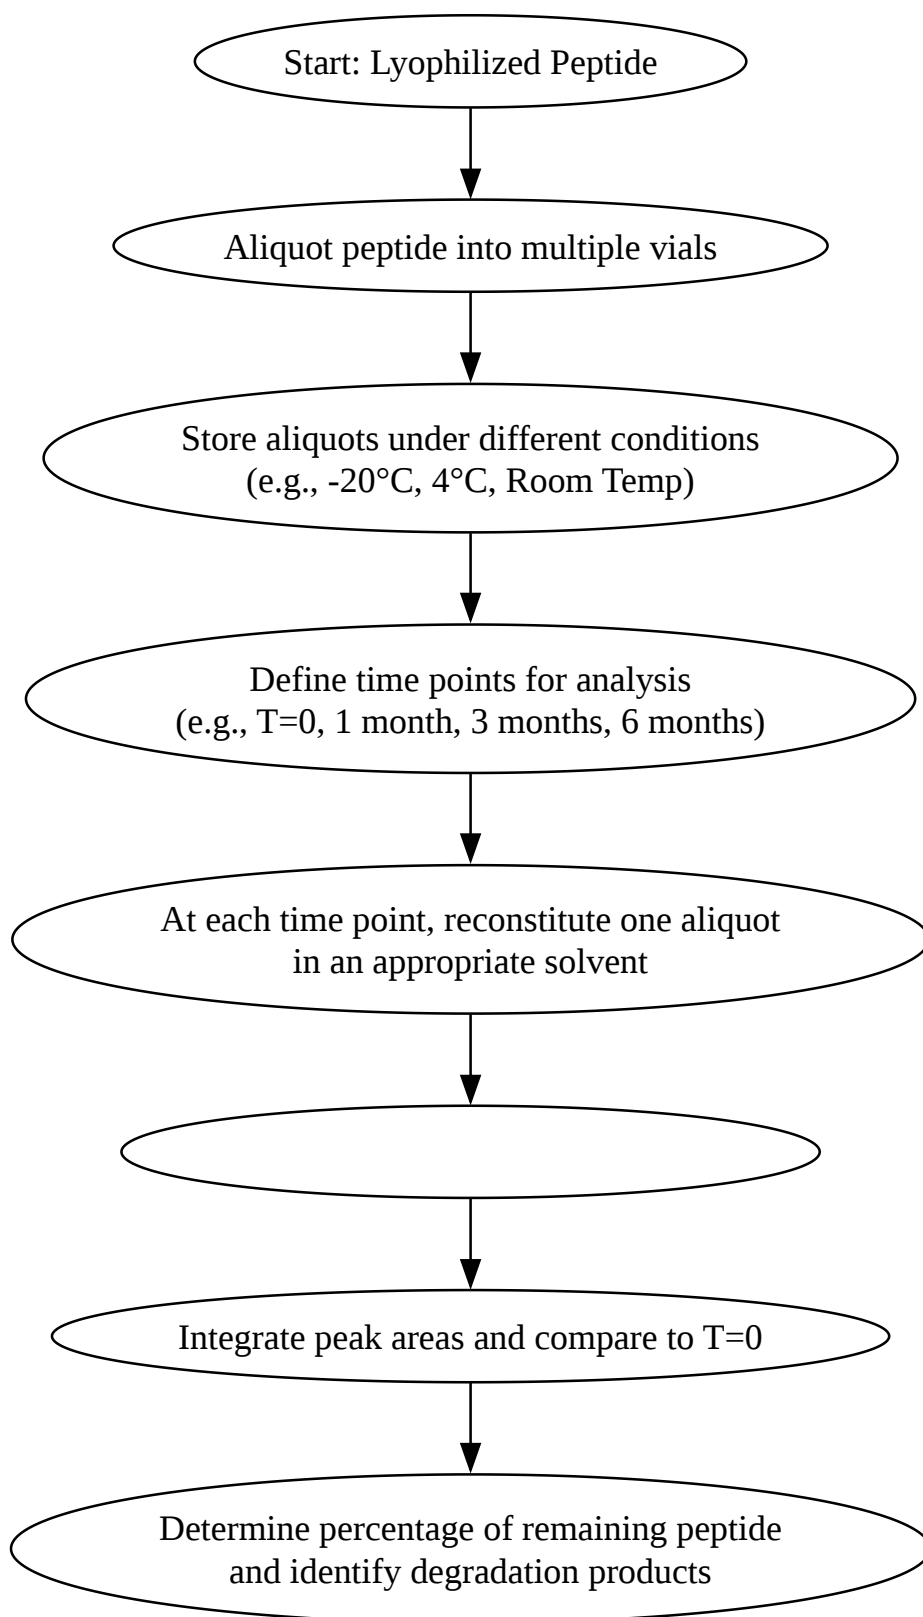 Start: Lyophilized Peptide
Aliquot peptide into multiple vials
Store aliquots under different conditions
(e.g., -20°C, 4°C, Room Temp)
Define time points for analysis
(e.g., T=0, 1 month, 3 months, 6 months)
At each time point, reconstitute one aliquot
in an appropriate solvent
Integrate peak areas and compare to T=0
Determine percentage of remaining peptide
and identify degradation products